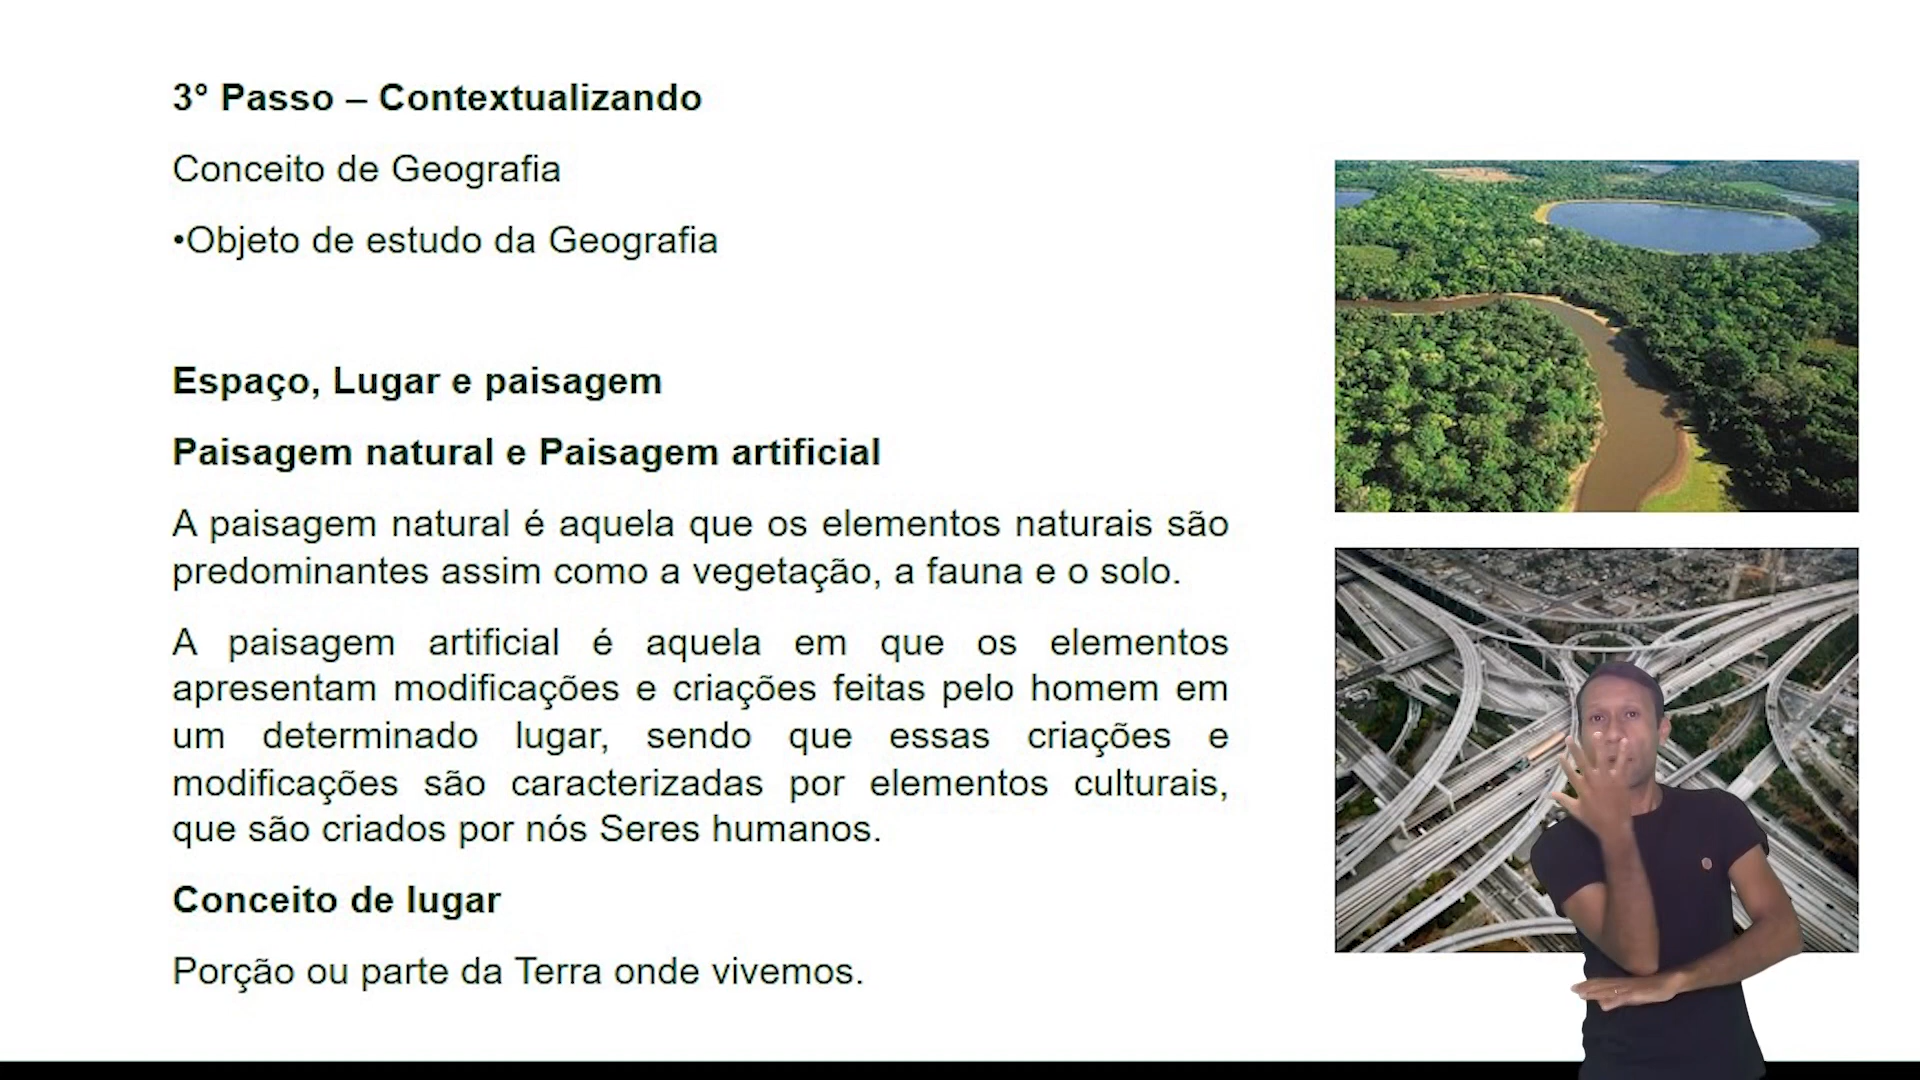 3° Passo – Contextualizando
Conceito de Geografia
•Objeto de estudo da Geografia
Espaço, Lugar e paisagem
Paisagem natural e Paisagem artificial
A paisagem natural é aquela que os elementos naturais são
predominantes assim como a vegetação, a fauna e o solo.
A paisagem artificial é aquela em que os elementos
apresentam modificações e criações feitas pelo homem em
um determinado lugar, sendo que essas criações e
modificações são caracterizadas por elementos culturais,
que são criados por nós Seres humanos.
Conceito de lugar
Porção ou parte da Terra onde vivemos.